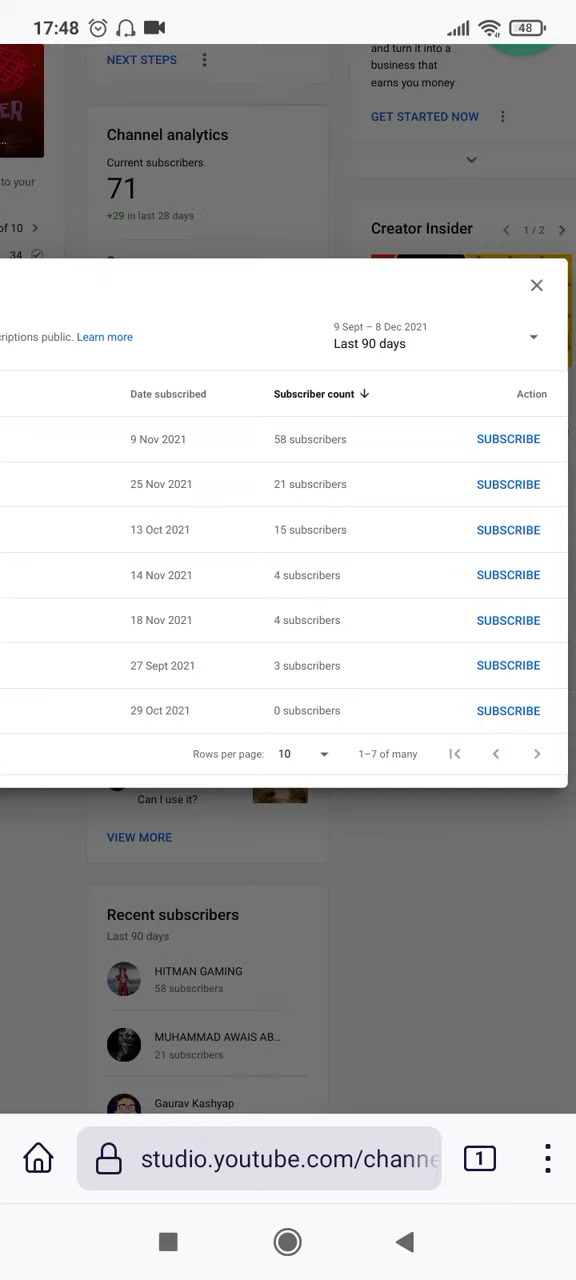 17:48
48
NEXT STEPS
and turn it into a
business that
earns you money
GET STARTED NOW
ER
to your
of 10
34
Channel analytics
Current subscribers
71
+29 in last 28 days
Creator Insider
1 / 2
criptions public. Learn more
9 Sept – 8 Dec 2021
Last 90 days
Date subscribed Subscriber count Action
9 Nov 2021 58 subscribers SUBSCRIBE
25 Nov 2021 21 subscribers SUBSCRIBE
13 Oct 2021 15 subscribers SUBSCRIBE
14 Nov 2021 4 subscribers SUBSCRIBE
18 Nov 2021 4 subscribers SUBSCRIBE
27 Sept 2021 3 subscribers SUBSCRIBE
29 Oct 2021 0 subscribers SUBSCRIBE
Rows per page: 10 1–7 of many
Can I use it?
VIEW MORE
Recent subscribers
Last 90 days
HITMAN GAMING
58 subscribers
MUHAMMAD AWAIS AB...
21 subscribers
Gaurav Kashyap
studio.youtube.com/channe
1